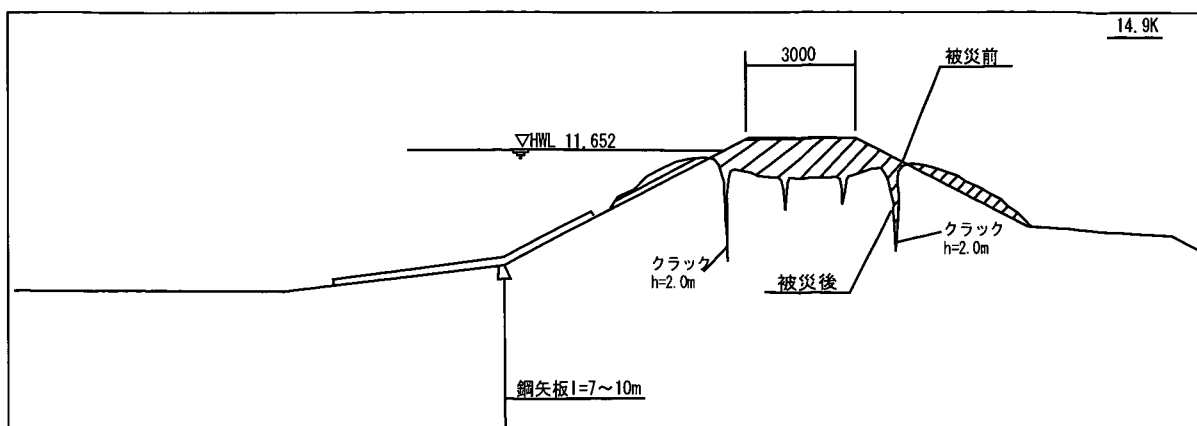 14.9K
3000
被災前
▽HWL 11.652
クラック
h=2.0m
クラック
h=2.0m
被災後
鋼矢板l=7～10m